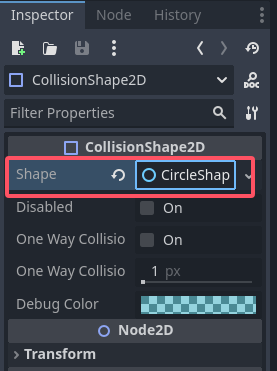 Inspector Node History
CollisionShape2D DOC
Filter Properties
CollisionShape2D
Shape CircleShap
Disabled On
One Way Collisio On
One Way Collisio 1 px
Debug Color
Node2D
Transform